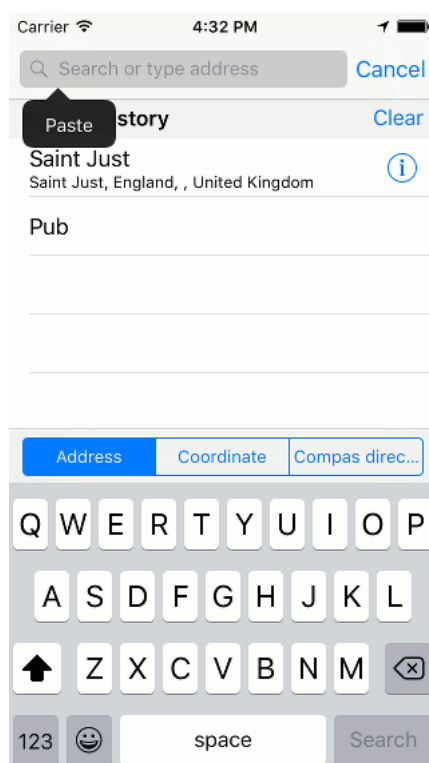 Carrier 4:32 PM
Search or type address Cancel
Paste story Clear
Saint Just
Saint Just, England, , United Kingdom
i
Pub
Address Coordinate Compas direc...
Q W E R T Y U I O P
A S D F G H J K L
Z X C V B N M
123 space Search